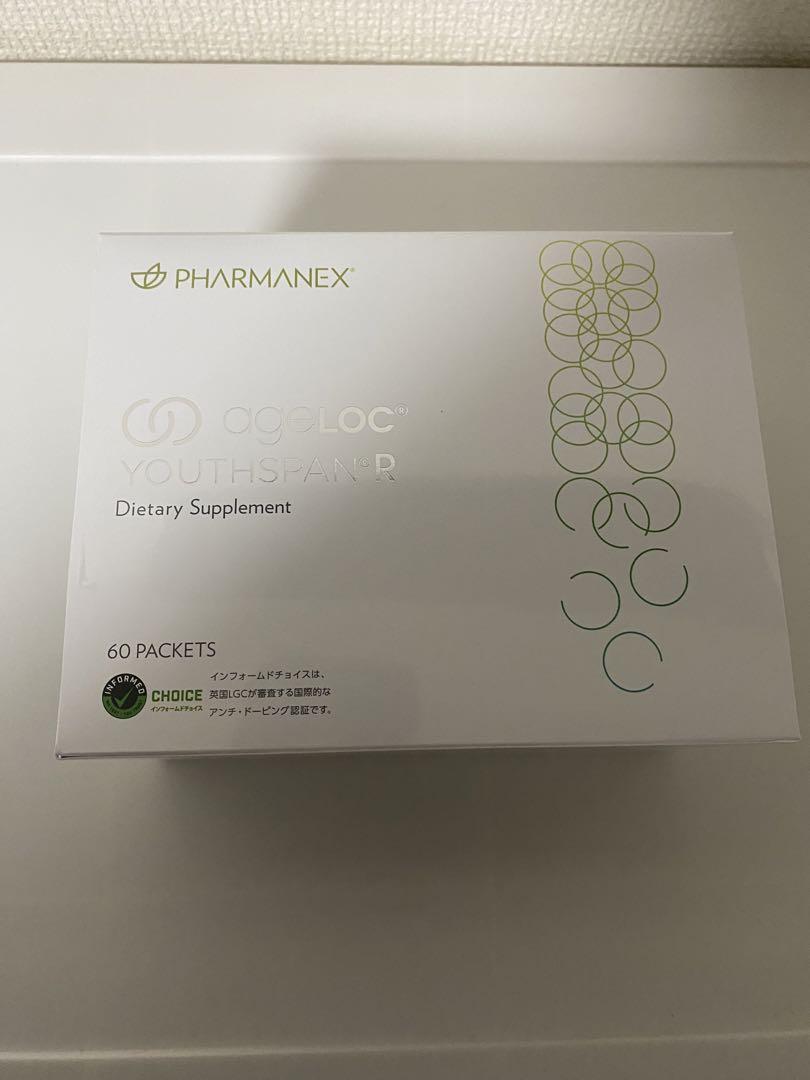 PHARMANEX®
ageLOC®
YOUTHSPAN® R
Dietary Supplement
60 PACKETS
INFORMED
CHOICE
インフォームドチョイス
インフォームドチョイスは、
英国LGCが審査する国際的な
アンチ・ドーピング認証です。